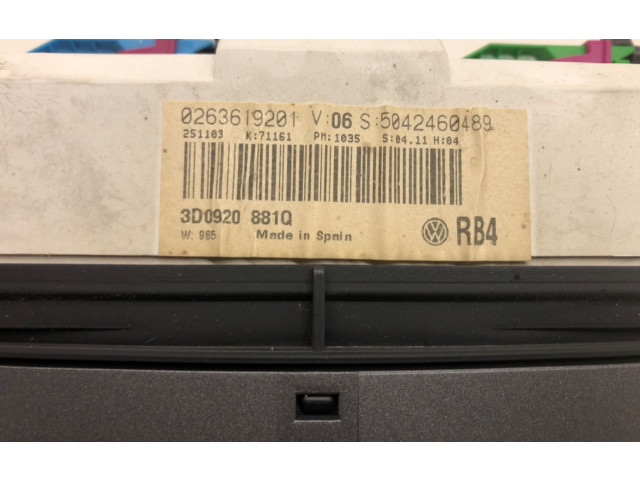 0263619201 V:06 S:5042460489
251103 K:71161 PM:1035 S:04.11 H:04
3D0920 881Q
W: 965 Made in Spain RB4